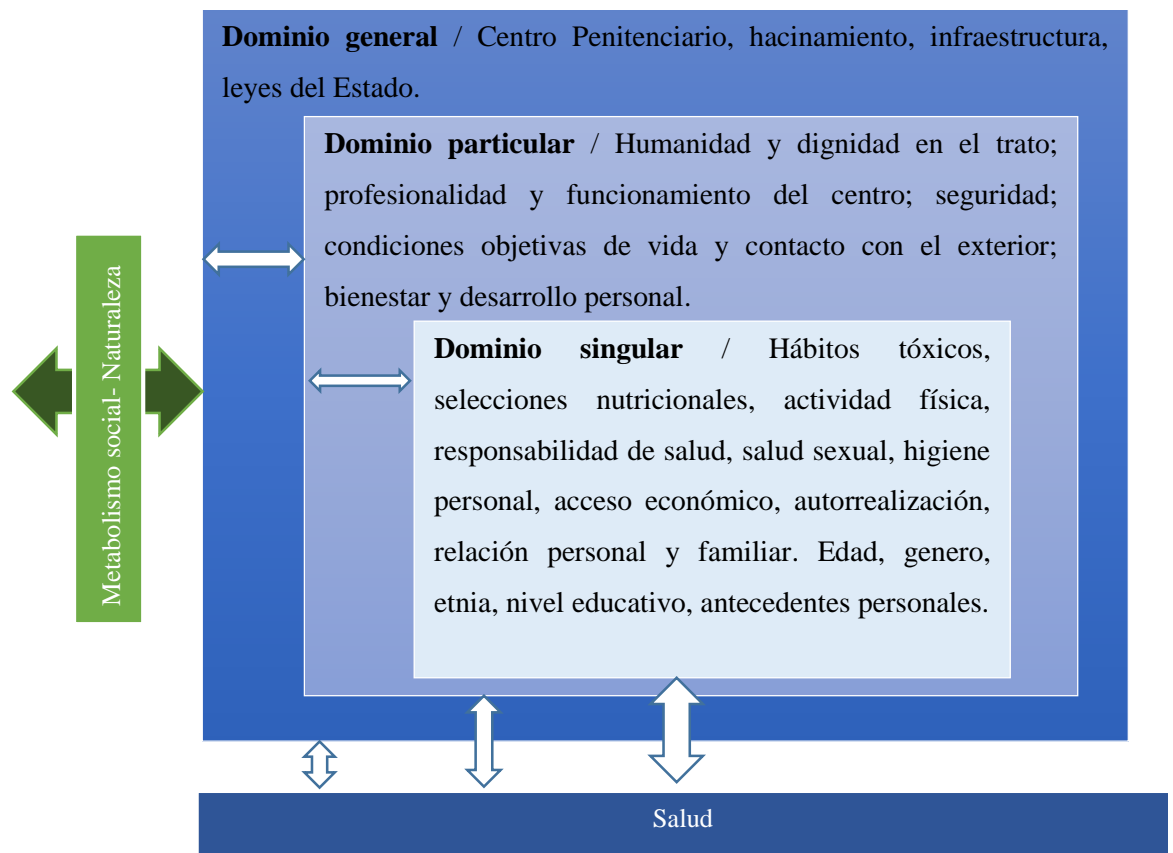 Dominio general / Centro Penitenciario, hacinamiento, infraestructura,
leyes del Estado.
Dominio particular / Humanidad y dignidad en el trato;
profesionalidad y funcionamiento del centro; seguridad;
condiciones objetivas de vida y contacto con el exterior;
bienestar y desarrollo personal.
Dominio singular / Hábitos tóxicos,
selecciones nutricionales, actividad física,
responsabilidad de salud, salud sexual, higiene
personal, acceso económico, autorrealización,
relación personal y familiar. Edad, genero,
etnia, nivel educativo, antecedentes personales.
Metabolismo social- Naturaleza
Salud